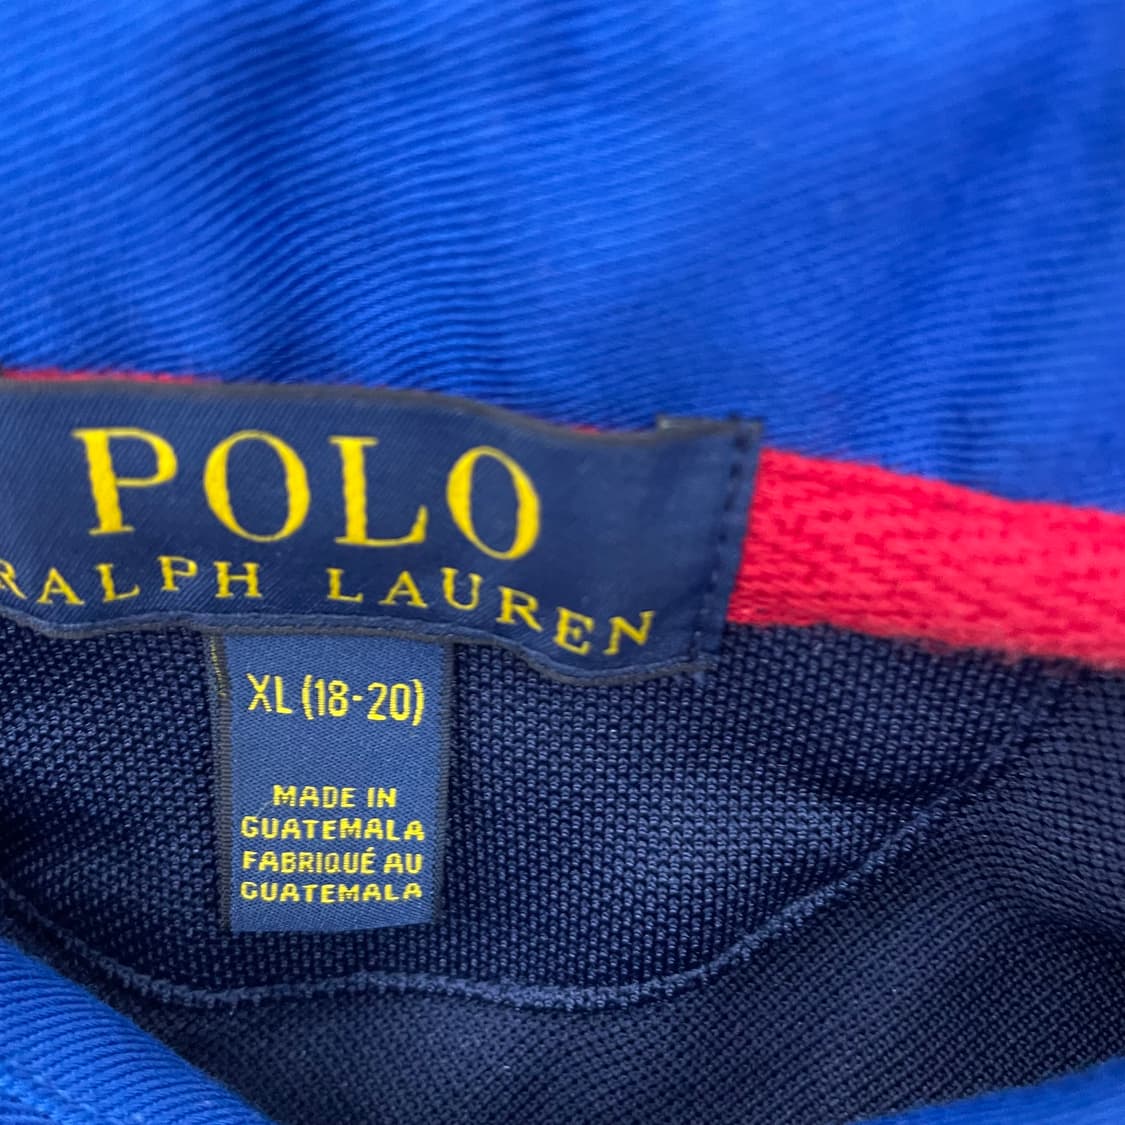 POLO
RALPH LAUREN
XL (18-20)
MADE IN
GUATEMALA
FABRIQUÉ AU
GUATEMALA